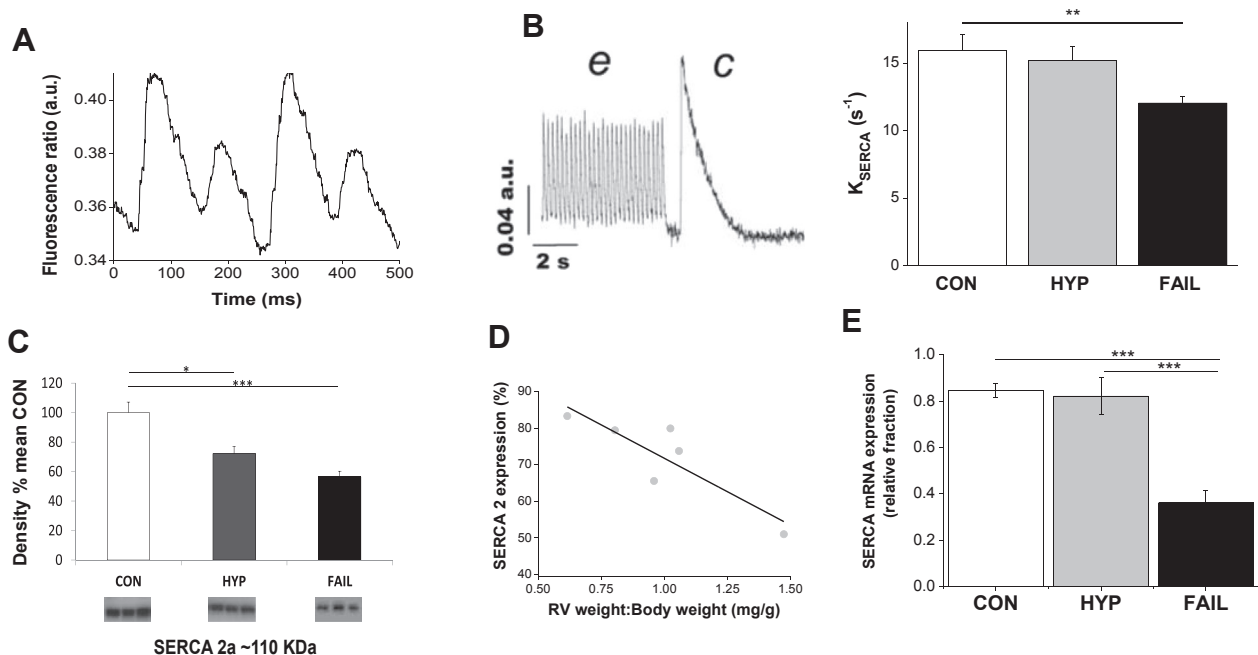 A
Fluorescence ratio (a.u.)
0.40
0.38
0.36
0.34
0 100 200 300 400 500
Time (ms)
B
e c
0.04 a.u.
2 s
**
K SERCA (s-1)
15
10
5
0
CON HYP FAIL
C
*
***
Density % mean CON
120
100
80
60
40
20
0
CON HYP FAIL
SERCA 2a ~110 KDa
D
SERCA 2 expression (%)
90
80
70
60
50
40
0.50 0.75 1.00 1.25 1.50
RV weight:Body weight (mg/g)
E
***
***
SERCA mRNA expression
(relative fraction)
1.0
0.8
0.6
0.4
0.2
0.0
CON HYP FAIL